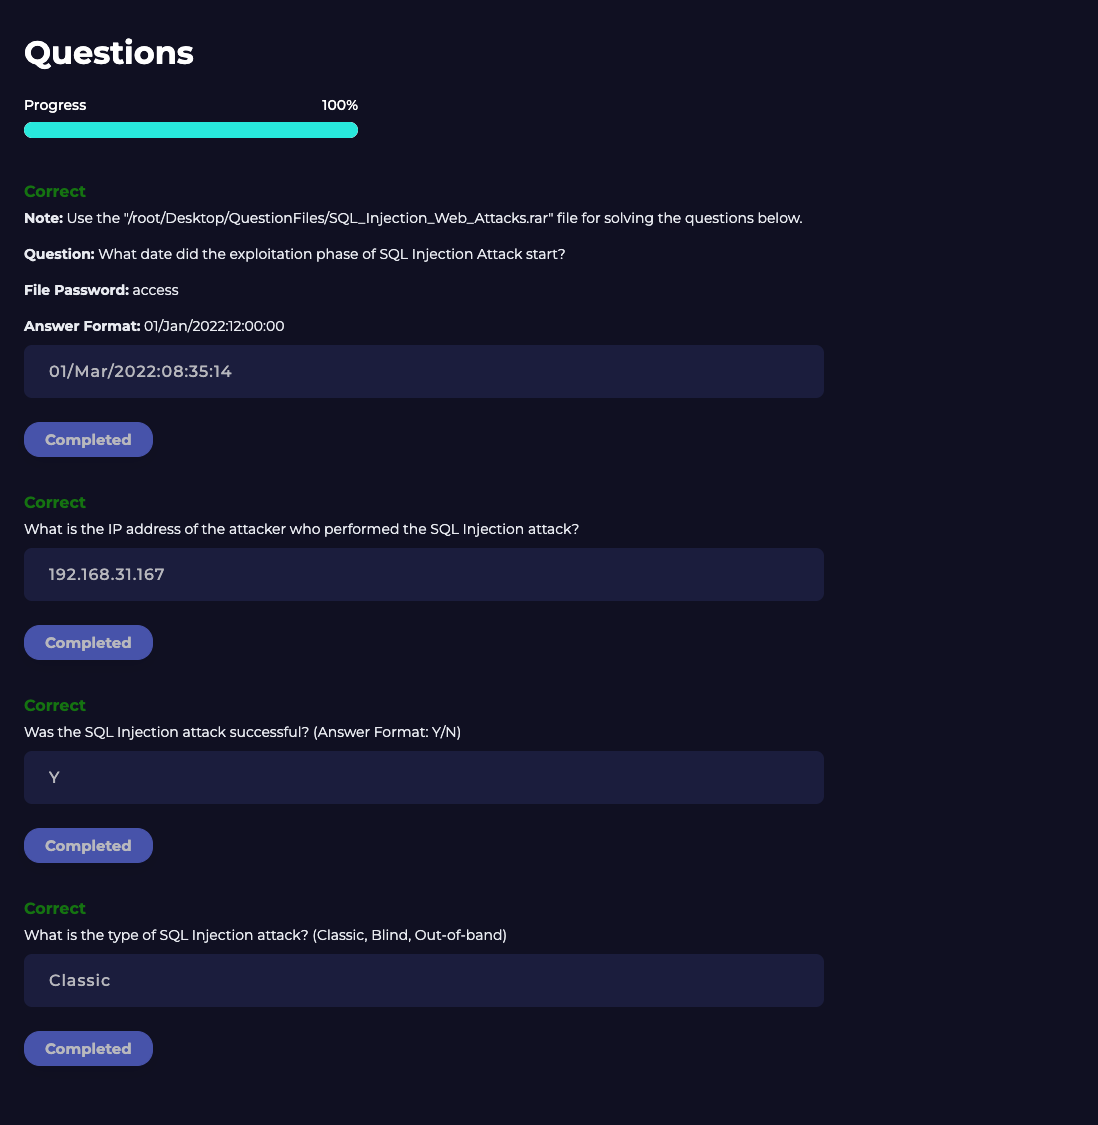 Questions
Progress 100%
Correct
Note: Use the "/root/Desktop/QuestionFiles/SQL_Injection_Web_Attacks.rar" file for solving the questions below.
Question: What date did the exploitation phase of SQL Injection Attack start?
File Password: access
Answer Format: 01/Jan/2022:12:00:00
01/Mar/2022:08:35:14
Completed
Correct
What is the IP address of the attacker who performed the SQL Injection attack?
192.168.31.167
Completed
Correct
Was the SQL Injection attack successful? (Answer Format: Y/N)
Y
Completed
Correct
What is the type of SQL Injection attack? (Classic, Blind, Out-of-band)
Classic
Completed